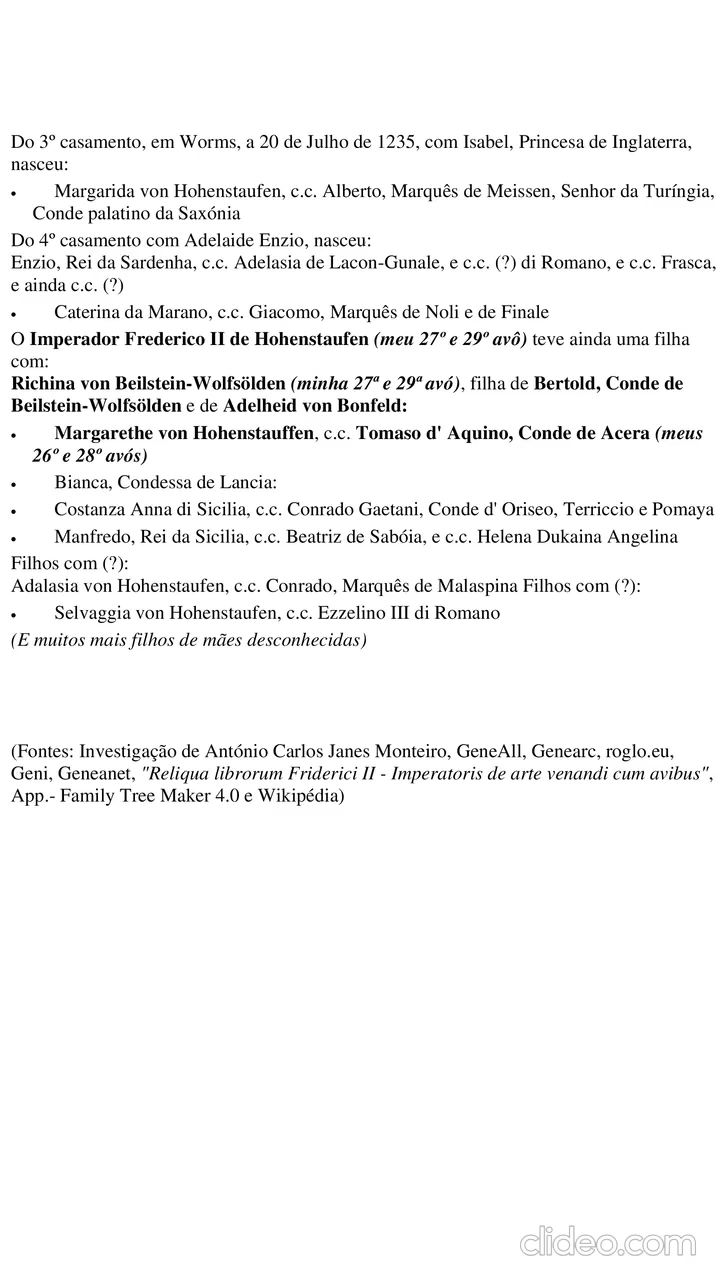 Do 3º casamento, em Worms, a 20 de Julho de 1235, com Isabel, Princesa de Inglaterra,
nasceu:
• Margarida von Hohenstaufen, c.c. Alberto, Marquês de Meissen, Senhor da Turíngia,
Conde palatino da Saxónia
Do 4º casamento com Adelaide Enzio, nasceu:
Enzio, Rei da Sardenha, c.c. Adelasia de Lacon-Gunale, e c.c. (?) di Romano, e c.c. Frasca,
e ainda c.c. (?)
• Caterina da Marano, c.c. Giacomo, Marquês de Noli e de Finale
O Imperador Frederico II de Hohenstaufen (meu 27º e 29º avô) teve ainda uma filha
com:
Richina von Beilstein-Wolfsölden (minha 27ª e 29ª avó), filha de Bertold, Conde de
Beilstein-Wolfsölden e de Adelheid von Bonfeld:
• Margarethe von Hohenstauffen, c.c. Tomaso d' Aquino, Conde de Acera (meus
26º e 28º avós)
• Bianca, Condessa de Lancia:
• Costanza Anna di Sicilia, c.c. Conrado Gaetani, Conde d' Oriseo, Terriccio e Pomaya
• Manfredo, Rei da Sicilia, c.c. Beatriz de Sabóia, e c.c. Helena Dukaina Angelina
Filhos com (?):
Adalasia von Hohenstaufen, c.c. Conrado, Marquês de Malaspina Filhos com (?):
• Selvaggia von Hohenstaufen, c.c. Ezzelino III di Romano
(E muitos mais filhos de mães desconhecidas)
(Fontes: Investigação de António Carlos Janes Monteiro, GeneAll, Genearc, roglo.eu,
Geni, Geneanet, "Reliqua librorum Friderici II - Imperatoris de arte venandi cum avibus",
App.- Family Tree Maker 4.0 e Wikipédia)
clideo.com